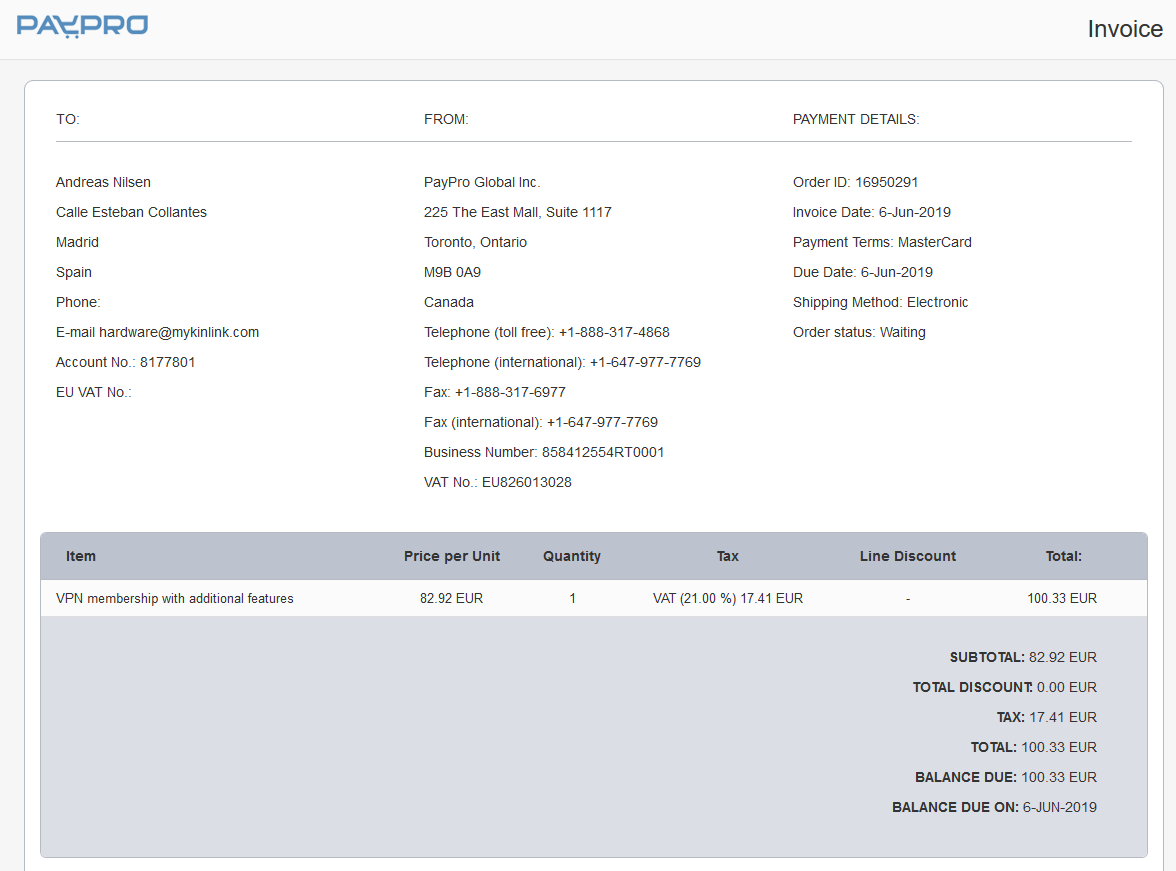 PAYPRO
Invoice
TO:
Andreas Nilsen
Calle Esteban Collantes
Madrid
Spain
Phone:
E-mail hardware@mykinlink.com
Account No.: 8177801
EU VAT No.:
FROM:
PayPro Global Inc.
225 The East Mall, Suite 1117
Toronto, Ontario
M9B 0A9
Canada
Telephone (toll free): +1-888-317-4868
Telephone (international): +1-647-977-7769
Fax: +1-888-317-6977
Fax (international): +1-647-977-7769
Business Number: 858412554RT0001
VAT No.: EU826013028
PAYMENT DETAILS:
Order ID: 16950291
Invoice Date: 6-Jun-2019
Payment Terms: MasterCard
Due Date: 6-Jun-2019
Shipping Method: Electronic
Order status: Waiting
Item Price per Unit Quantity Tax Line Discount Total:
VPN membership with additional features 82.92 EUR 1 VAT (21.00 %) 17.41 EUR - 100.33 EUR
SUBTOTAL: 82.92 EUR
TOTAL DISCOUNT: 0.00 EUR
TAX: 17.41 EUR
TOTAL: 100.33 EUR
BALANCE DUE: 100.33 EUR
BALANCE DUE ON: 6-JUN-2019